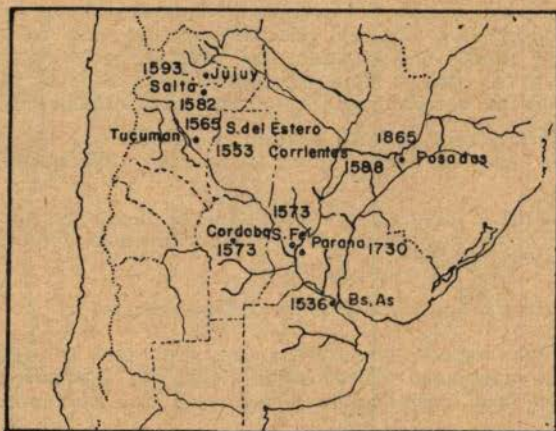 1593
Jujuy
Salta
1582
1565
Tucuman
S.del Estero
1553
Corrientes
1865
1588
Posadas
1573
Cordoba
S. Fé
1573
Parana
1730
1536
Bs. As